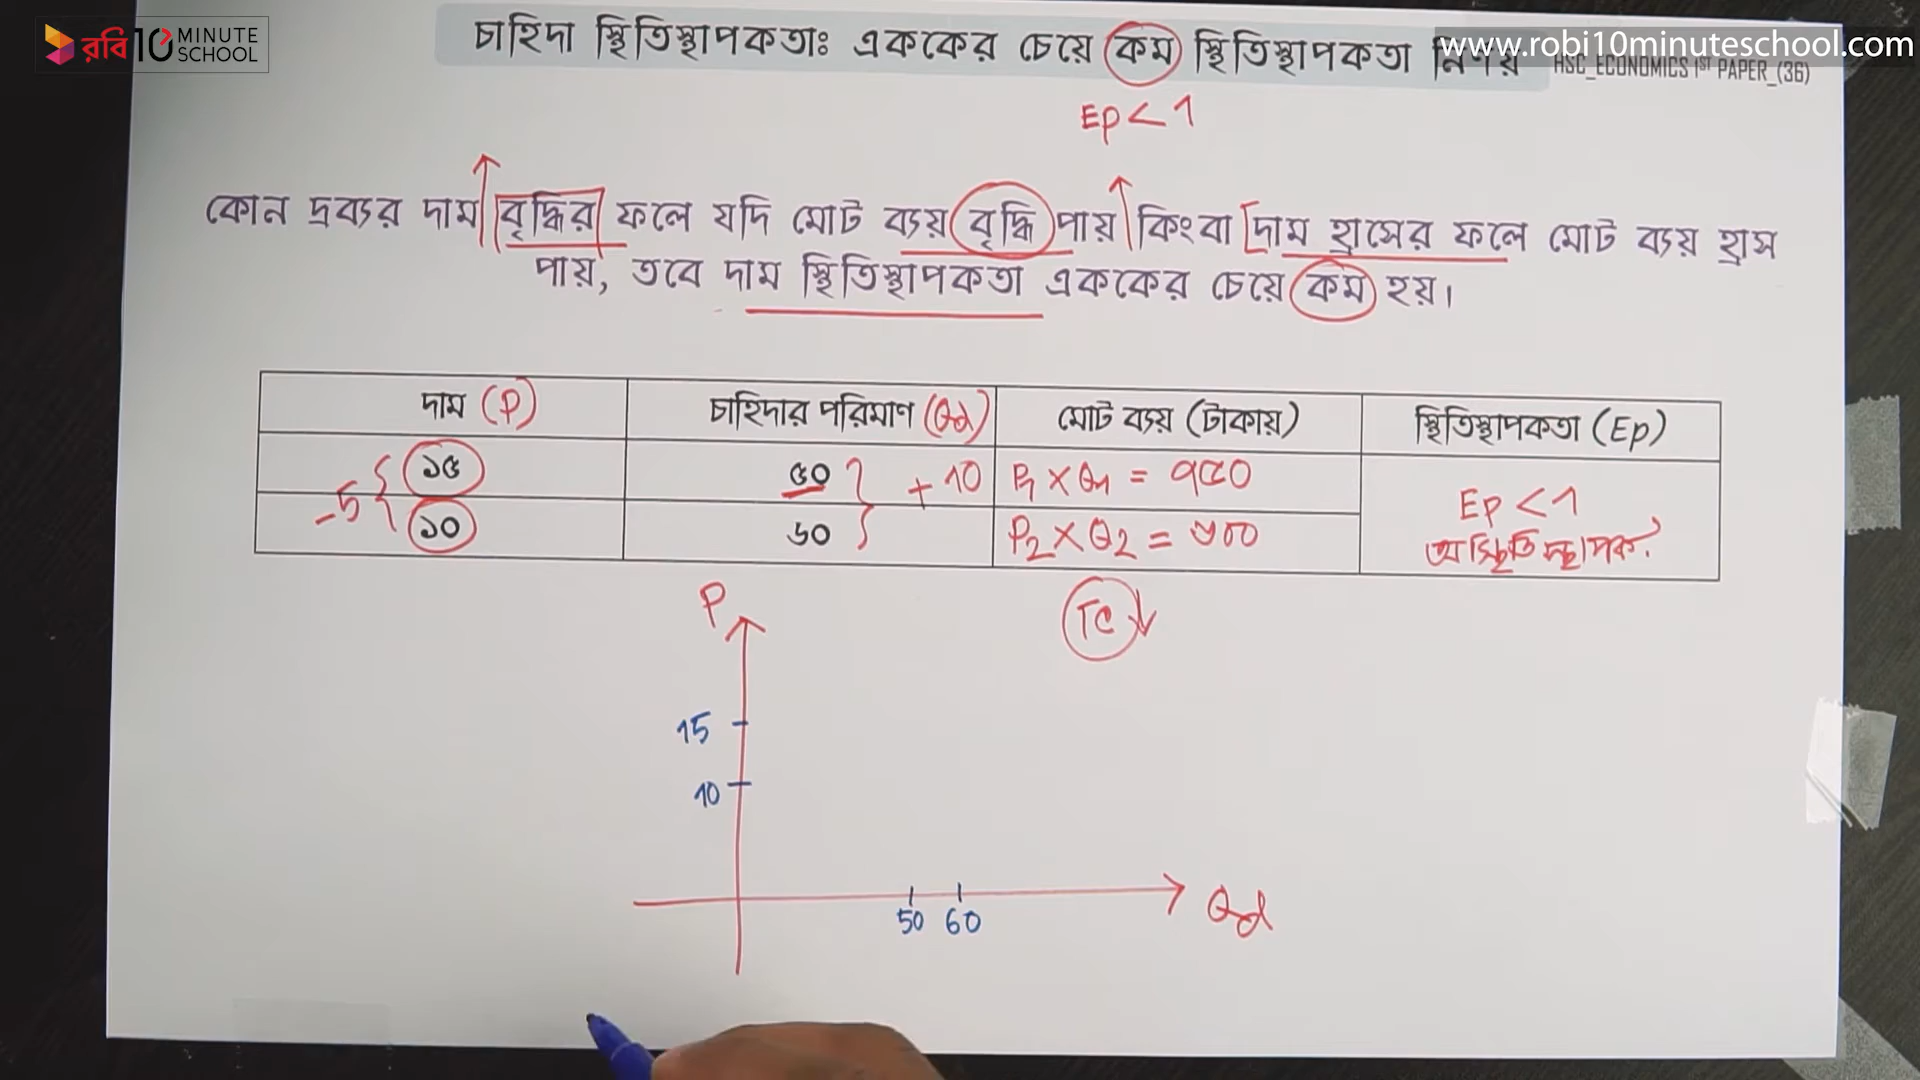 রবি 10 MINUTE SCHOOL
www.robi10minuteschool.com
চাহিদা স্থিতিস্থাপকতাঃ এককের চেয়ে কম স্থিতিস্থাপকতা নির্ণয়
HSC_ECONOMICS 1ST PAPER_(36)
Ep < 1
কোন দ্রব্যর দাম বৃদ্ধির ফলে যদি মোট ব্যয় বৃদ্ধি পায় কিংবা দাম হ্রাসের ফলে মোট ব্যয় হ্রাস
পায়, তবে দাম স্থিতিস্থাপকতা এককের চেয়ে কম হয়।
দাম (P) চাহিদার পরিমাণ (Qd) মোট ব্যয় (টাকায়) স্থিতিস্থাপকতা (Ep)
১৫ ৫০ P1 × Q1 = ৭৫০
-5 + 10 Ep < 1
১০ ৬০ P2 × Q2 = ৬০০ অস্থিতিস্থাপক
P
TC
15
10
50 60
Qd